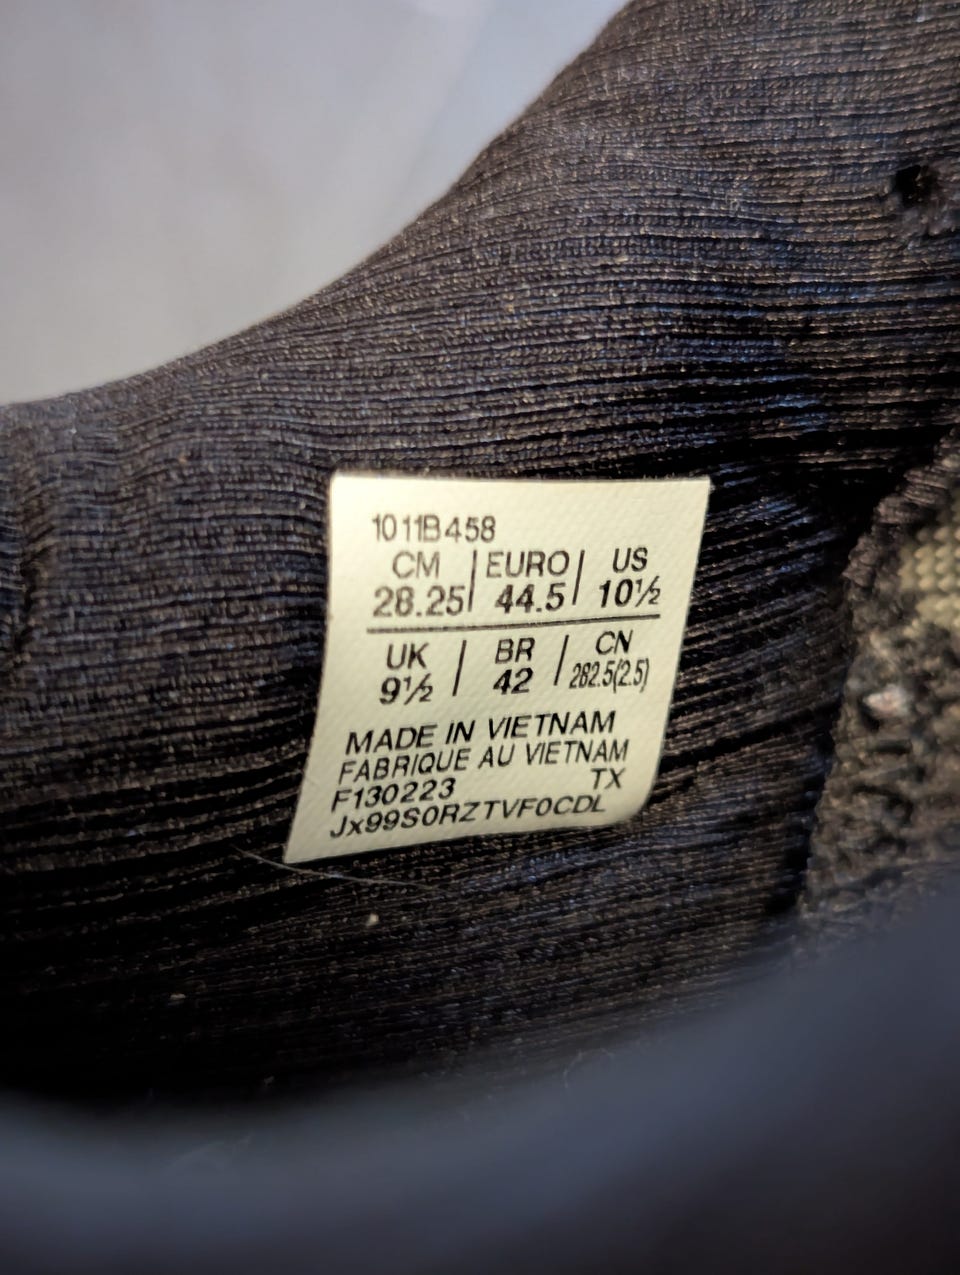 1011B458
CM | EURO | US
28.25 | 44.5 | 10½
UK | BR | CN
9½ | 42 | 282.5(2.5)
MADE IN VIETNAM
FABRIQUE AU VIETNAM
F130223 TX
Jx99S0RZTVF0CDL